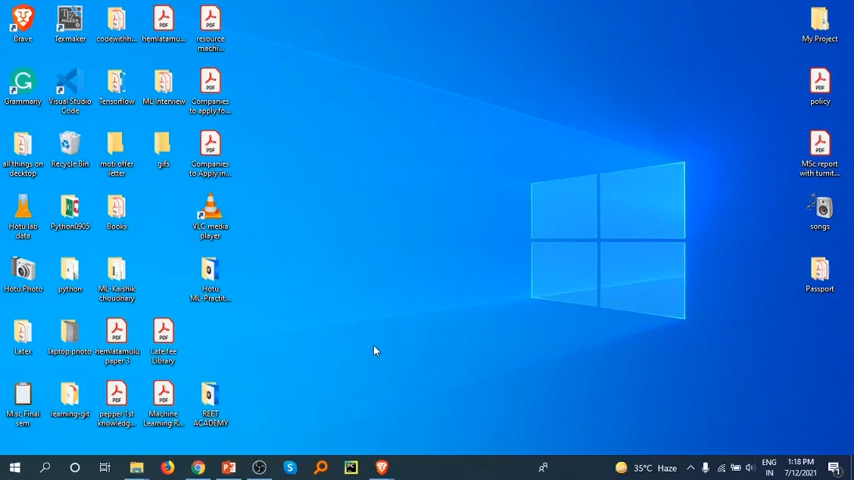 Brave
Texmaker
codewithh...
hemlatamu...
resource
machi...
My Project
Grammarly
Visual Studio
Code
Tensorflow
ML Interview
Companies
to apply fo...
policy
all things on
desktop
Recycle Bin
moti offer
letter
gifs
Companies
to Apply in...
MSc report
with turnit...
Hotu lab
data
Python0905
Books
VLC media
player
songs
Hotu Photo
python
ML-Kaishik
choudhary
Hotu
ML-Practit...
Passport
Latex
laptop photo
hemlatamulu
paper 3
Late fee
Library
M.sc Final
sem
learning-git
pepper 1st
knowledg...
Machine
Learning R...
REET
ACADEMY
35°C Haze
ENG
IN
1:18 PM
7/12/2021